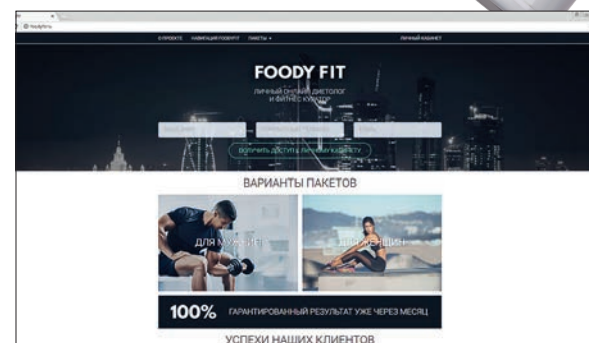 О ПРОЕКТЕ НАВИГАЦИЯ FOODYFIT ПАКЕТЫ ЛИЧНЫЙ КАБИНЕТ
FOODY FIT
ЛИЧНЫЙ ОНЛАЙН ДИЕТОЛОГ
И ФИТНЕС КУРАТОР
E-MAIL
ПОЛУЧИТЬ ДОСТУП К ЛИЧНОМУ КАБИНЕТУ
ВАРИАНТЫ ПАКЕТОВ
ДЛЯ МУЖЧИН ДЛЯ ЖЕНЩИН
100% ГАРАНТИРОВАННЫЙ РЕЗУЛЬТАТ УЖЕ ЧЕРЕЗ МЕСЯЦ
УСПЕХИ НАШИХ КЛИЕНТОВ